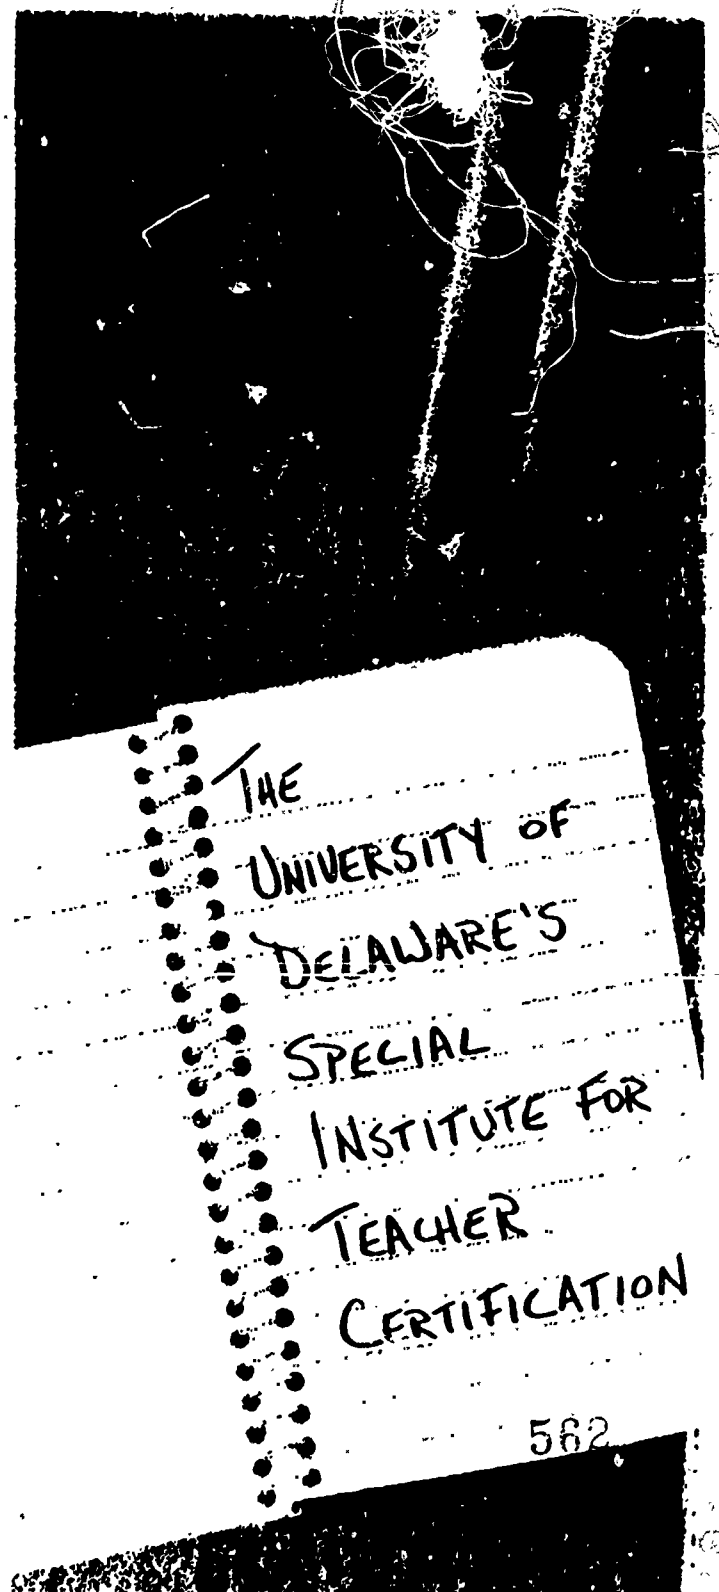 THE
UNIVERSITY OF
DELAWARE'S
SPECIAL
INSTITUTE FOR
TEACHER
CERTIFICATION
562